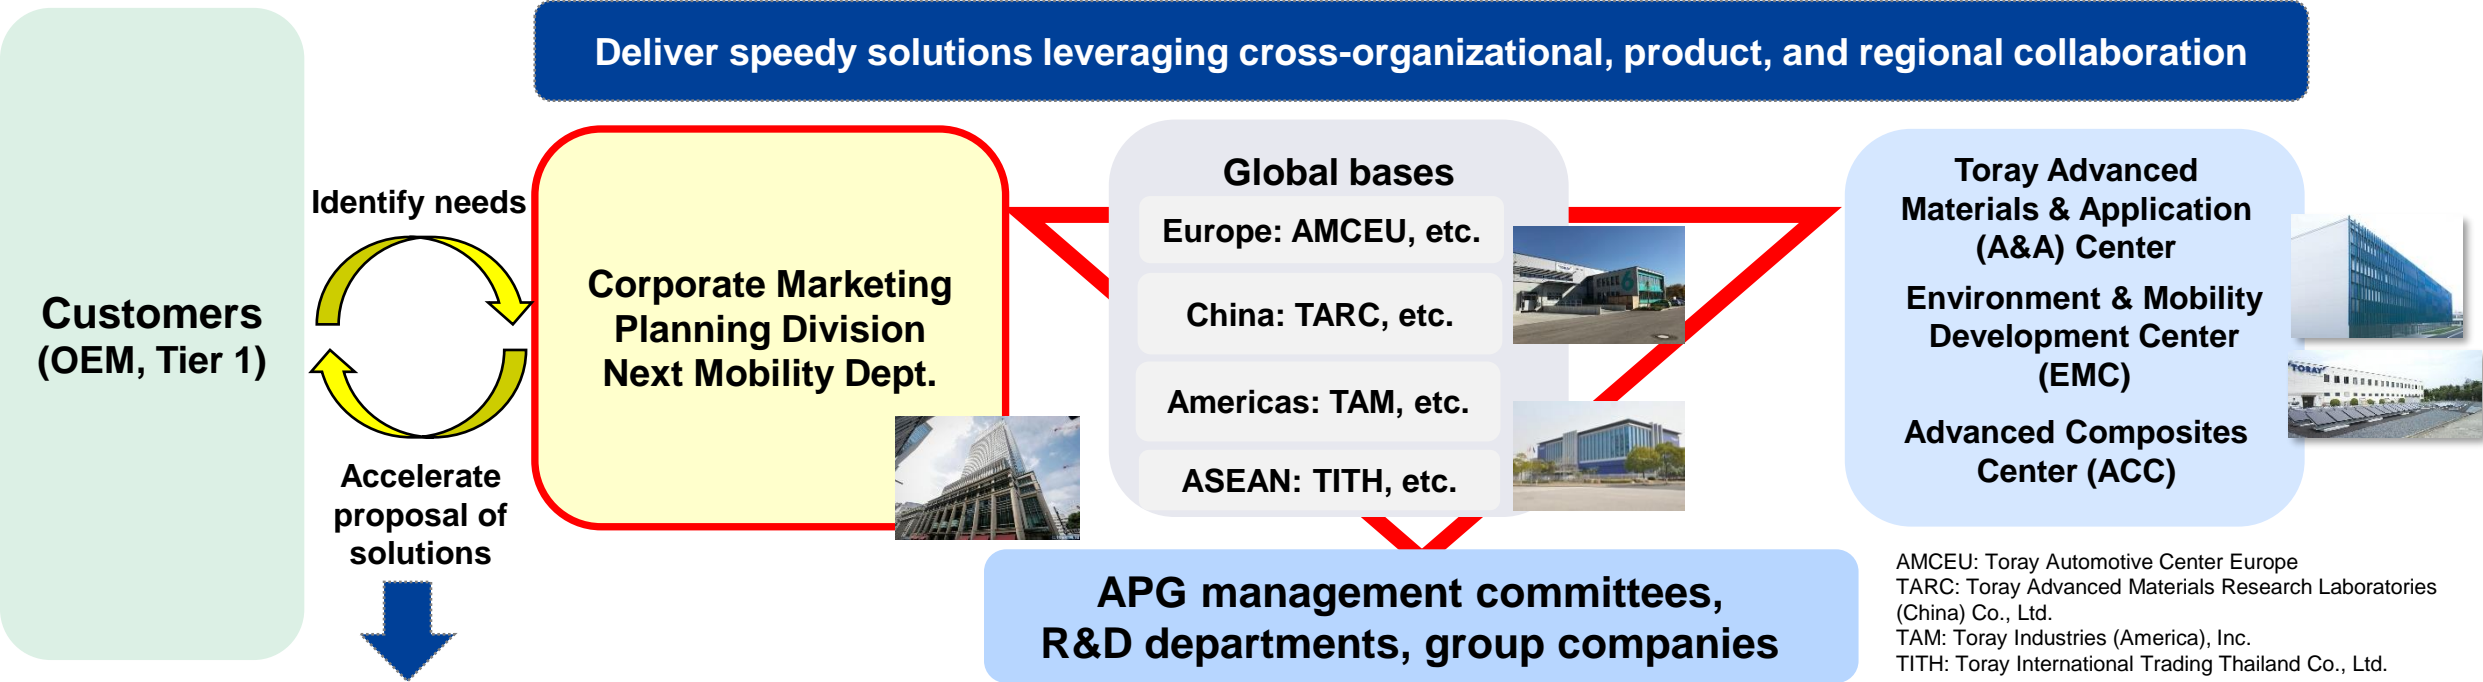 Deliver speedy solutions leveraging cross-organizational, product, and regional collaboration
Customers
(OEM, Tier 1)
Identify needs
Accelerate
proposal of
solutions
Corporate Marketing
Planning Division
Next Mobility Dept.
Global bases
Europe: AMCEU, etc.
China: TARC, etc.
Americas: TAM, etc.
ASEAN: TITH, etc.
Toray Advanced
Materials & Application
(A&A) Center
Environment & Mobility
Development Center
(EMC)
Advanced Composites
Center (ACC)
TORAY
APG management committees,
R&D departments, group companies
AMCEU: Toray Automotive Center Europe
TARC: Toray Advanced Materials Research Laboratories
(China) Co., Ltd.
TAM: Toray Industries (America), Inc.
TITH: Toray International Trading Thailand Co., Ltd.